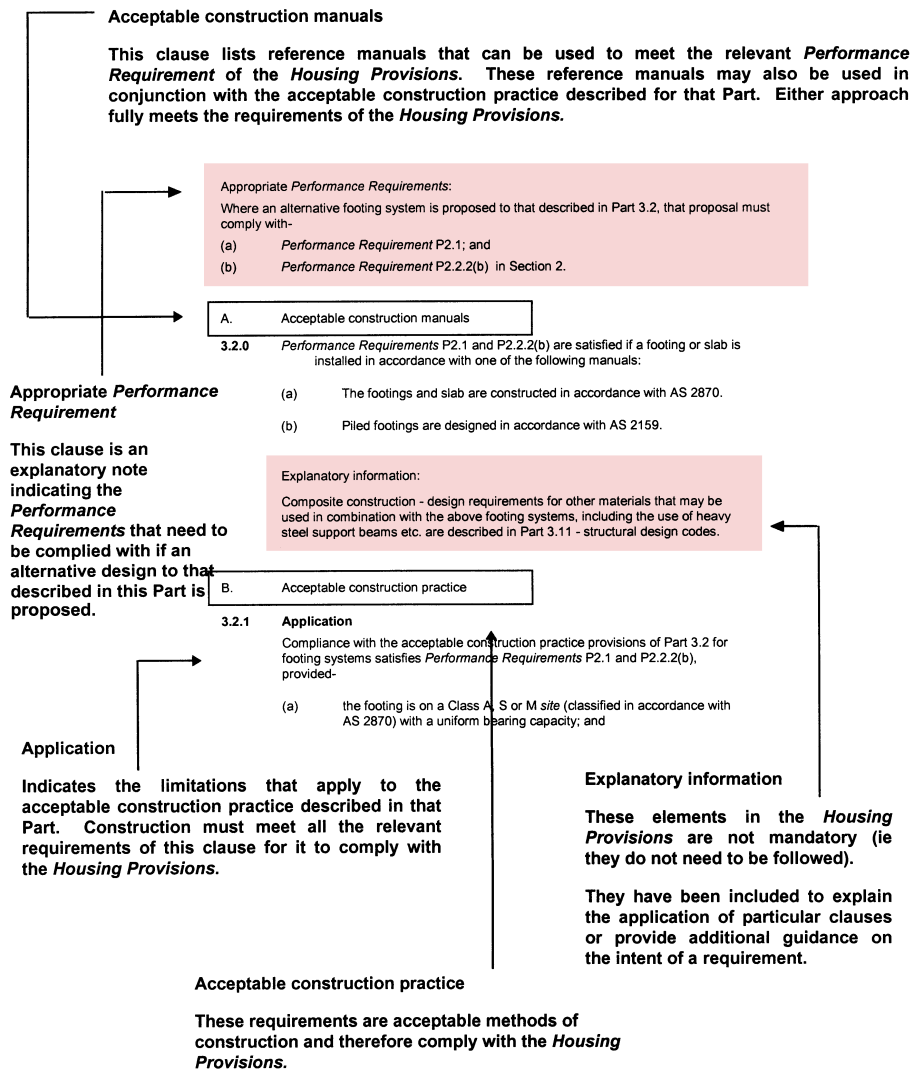 Acceptable construction manuals
This clause lists reference manuals that can be used to meet the relevant Performance
Requirement of the Housing Provisions. These reference manuals may also be used in
conjunction with the acceptable construction practice described for that Part. Either approach
fully meets the requirements of the Housing Provisions.
Appropriate Performance Requirements:
Where an alternative footing system is proposed to that described in Part 3.2, that proposal must
comply with-
(a) Performance Requirement P2.1; and
(b) Performance Requirement P2.2.2(b) in Section 2.
A. Acceptable construction manuals
3.2.0 Performance Requirements P2.1 and P2.2.2(b) are satisfied if a footing or slab is
installed in accordance with one of the following manuals:
(a) The footings and slab are constructed in accordance with AS 2870.
(b) Piled footings are designed in accordance with AS 2159.
Appropriate Performance
Requirement
This clause is an
explanatory note
indicating the
Performance
Requirements that need to
be complied with if an
alternative design to that
described in this Part is
proposed.
Explanatory information:
Composite construction - design requirements for other materials that may be
used in combination with the above footing systems, including the use of heavy
steel support beams etc. are described in Part 3.11 - structural design codes.
B. Acceptable construction practice
3.2.1 Application
Compliance with the acceptable construction practice provisions of Part 3.2 for
footing systems satisfies Performance Requirements P2.1 and P2.2.2(b),
provided-
(a) the footing is on a Class A, S or M site (classified in accordance with
AS 2870) with a uniform bearing capacity; and
Application
Indicates the limitations that apply to the
acceptable construction practice described in that
Part. Construction must meet all the relevant
requirements of this clause for it to comply with
the Housing Provisions.
Explanatory information
These elements in the Housing
Provisions are not mandatory (ie
they do not need to be followed).
They have been included to explain
the application of particular clauses
or provide additional guidance on
the intent of a requirement.
Acceptable construction practice
These requirements are acceptable methods of
construction and therefore comply with the Housing
Provisions.